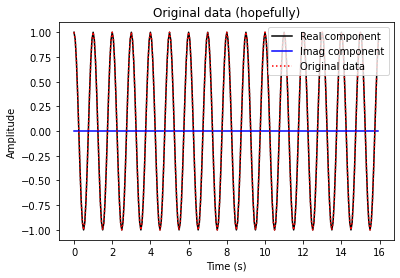 Original data (hopefully)
Real component
Imag component
Original data
1.00
0.75
0.50
0.25
0.00
−0.25
−0.50
−0.75
−1.00
Amplitude
0 2 4 6 8 10 12 14 16
Time (s)